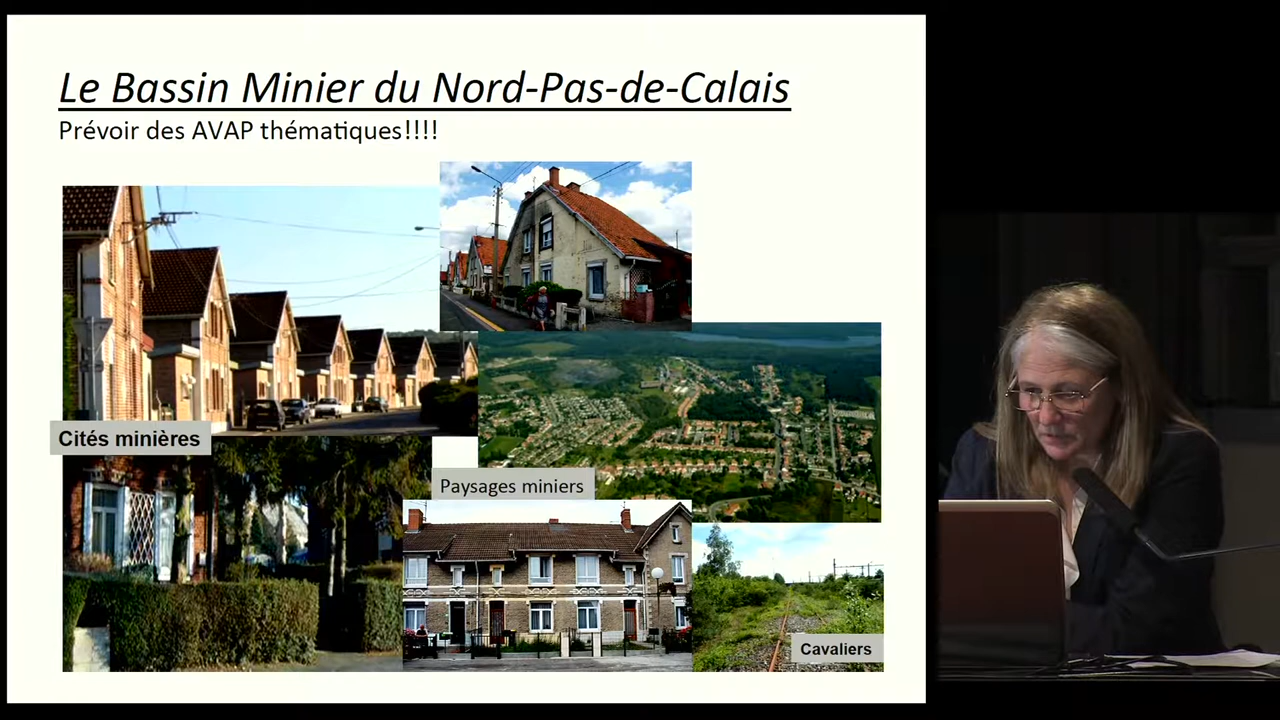 Le Bassin Minier du Nord-Pas-de-Calais
Prévoir des AVAP thématiques!!!!
Cités minières
Paysages miniers
Cavaliers